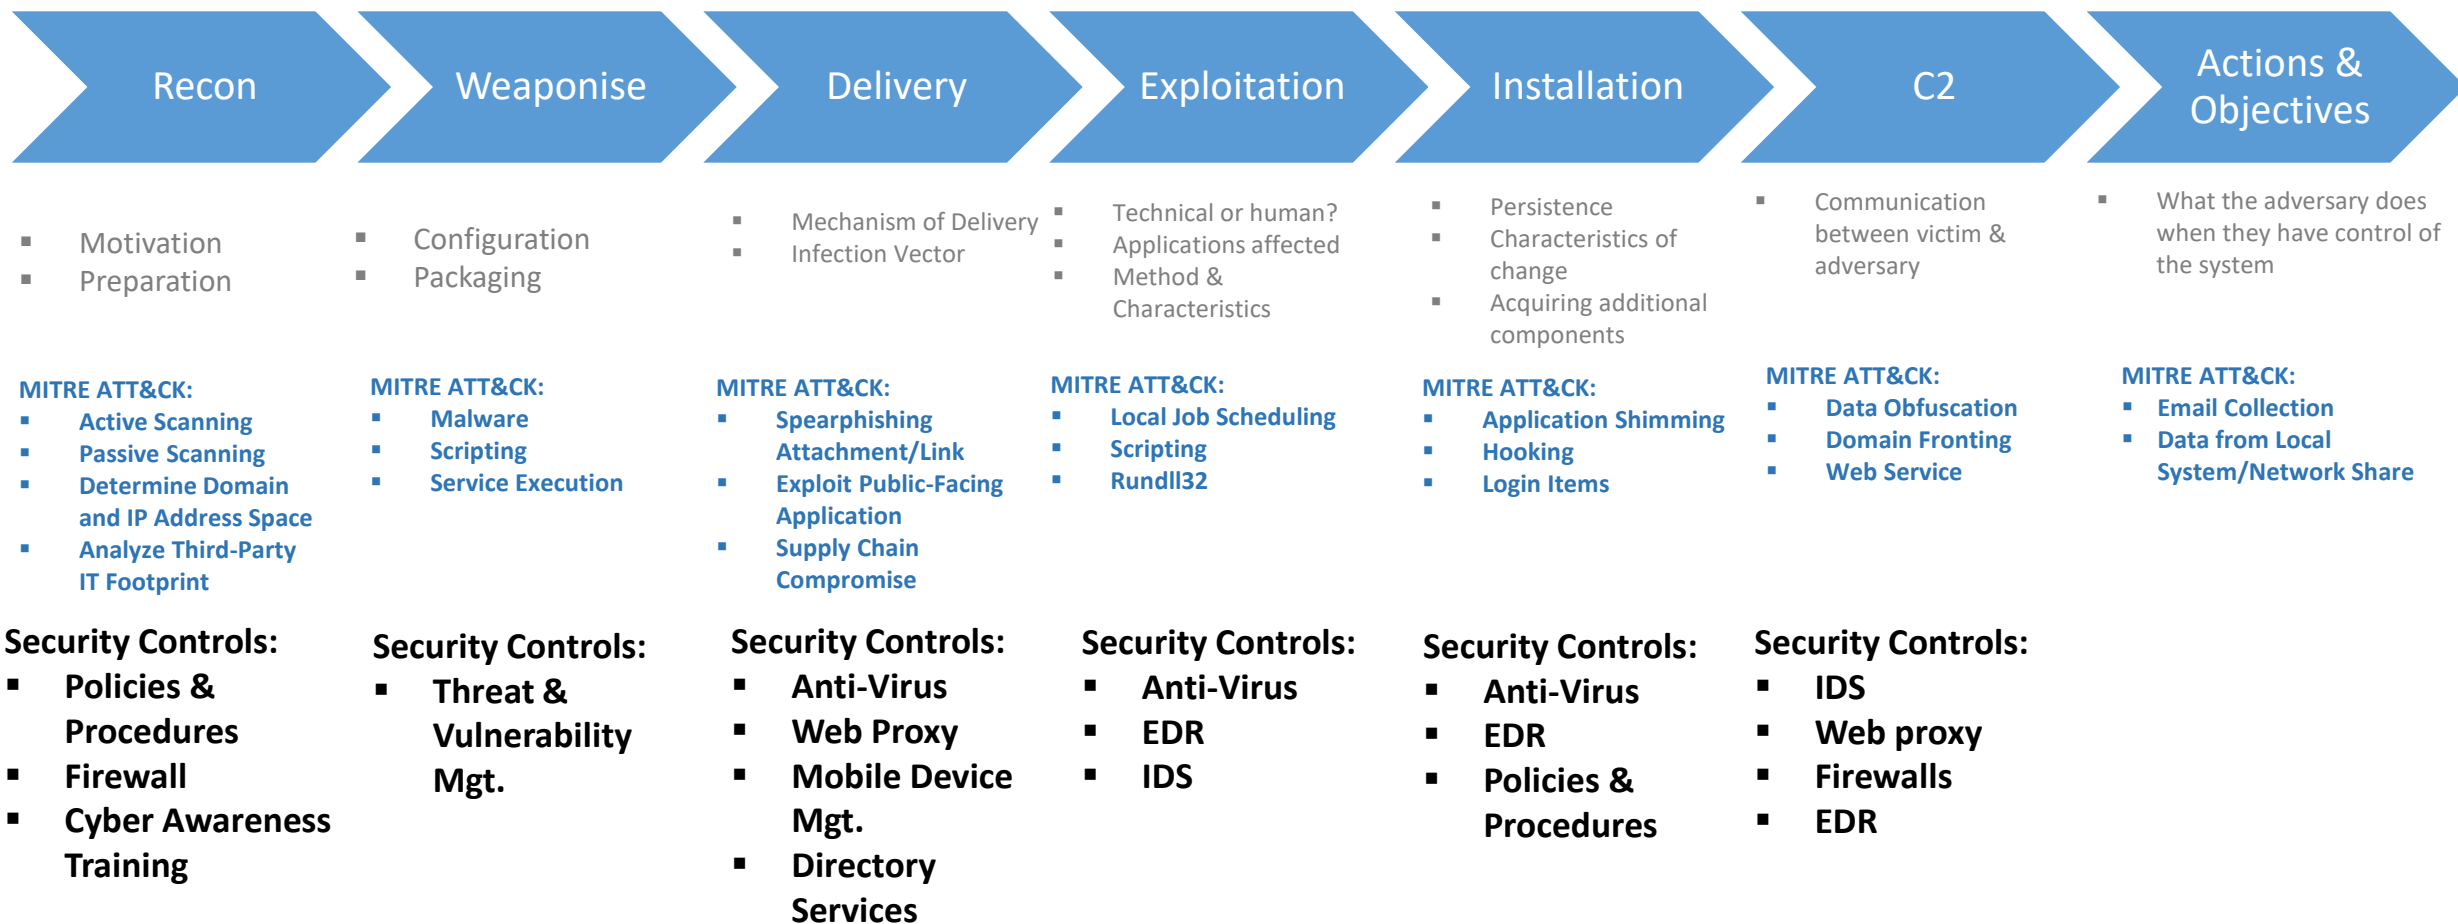 Recon
Weaponise
Delivery
Exploitation
Installation
C2
Actions &
Objectives
▪ Motivation
▪ Preparation
▪ Configuration
▪ Packaging
▪ Mechanism of Delivery
▪ Infection Vector
▪ Technical or human?
▪ Applications affected
▪ Method &
Characteristics
▪ Persistence
▪ Characteristics of
change
▪ Acquiring additional
components
▪ Communication
between victim &
adversary
▪ What the adversary does
when they have control of
the system
MITRE ATT&CK:
▪ Active Scanning
▪ Passive Scanning
▪ Determine Domain
and IP Address Space
▪ Analyze Third-Party
IT Footprint
MITRE ATT&CK:
▪ Malware
▪ Scripting
▪ Service Execution
MITRE ATT&CK:
▪ Spearphishing
Attachment/Link
▪ Exploit Public-Facing
Application
▪ Supply Chain
Compromise
MITRE ATT&CK:
▪ Local Job Scheduling
▪ Scripting
▪ Rundll32
MITRE ATT&CK:
▪ Application Shimming
▪ Hooking
▪ Login Items
MITRE ATT&CK:
▪ Data Obfuscation
▪ Domain Fronting
▪ Web Service
MITRE ATT&CK:
▪ Email Collection
▪ Data from Local
System/Network Share
Security Controls:
▪ Policies &
Procedures
▪ Firewall
▪ Cyber Awareness
Training
Security Controls:
▪ Threat &
Vulnerability
Mgt.
Security Controls:
▪ Anti-Virus
▪ Web Proxy
▪ Mobile Device
Mgt.
▪ Directory
Services
Security Controls:
▪ Anti-Virus
▪ EDR
▪ IDS
Security Controls:
▪ Anti-Virus
▪ EDR
▪ Policies &
Procedures
Security Controls:
▪ IDS
▪ Web proxy
▪ Firewalls
▪ EDR